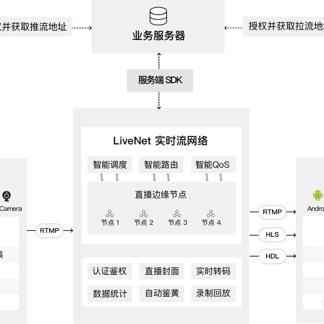 并获取推流地址
业务服务器
授权并获取拉流地
服务端 SDK
LiveNet 实时流网络
智能调度 智能路由 智能QoS
直播边缘节点
节点 1 节点 2 节点 3 节点 4
Camera
RTMP
RTMP
HLS
HDL
Andro
认证鉴权 直播封面 实时转码
数据统计 自动鉴黄 录制回放